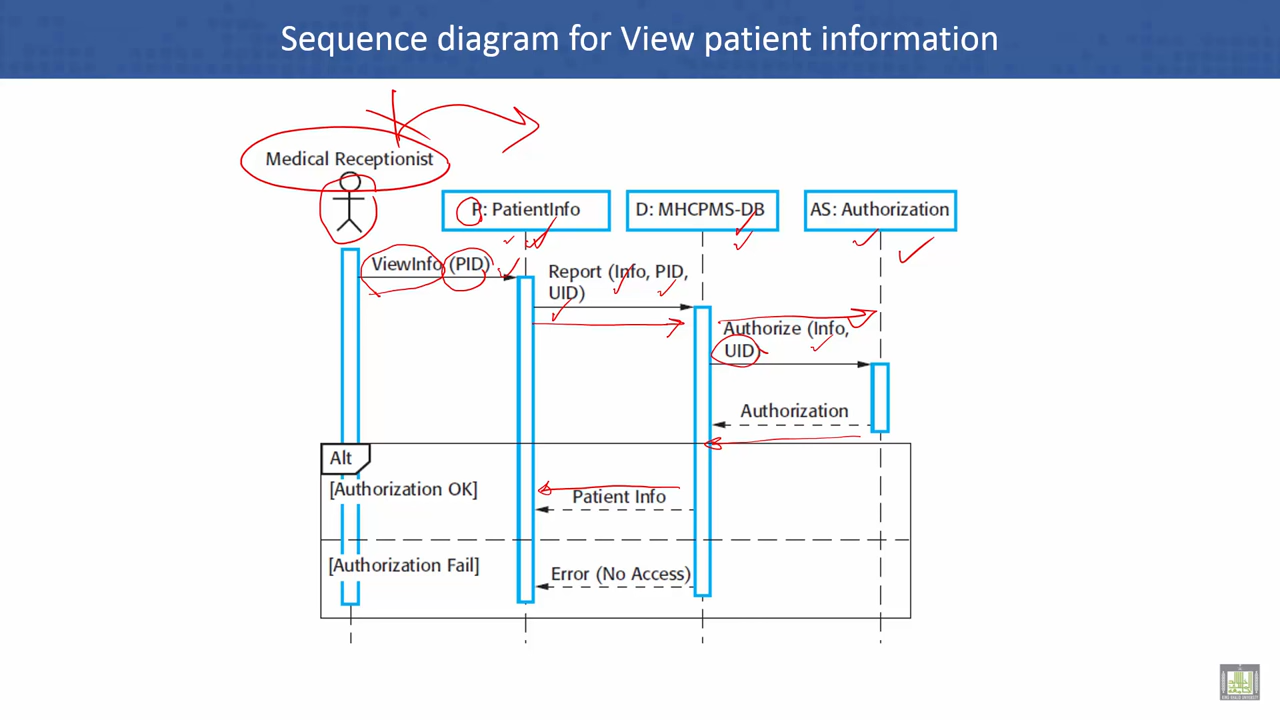 Sequence diagram for View patient information
Medical Receptionist
P: PatientInfo
D: MHCPMS-DB
AS: Authorization
ViewInfo (PID)
Report (Info, PID,
UID)
Authorize (Info,
UID)
Authorization
Alt
[Authorization OK]
Patient Info
[Authorization Fail]
Error (No Access)